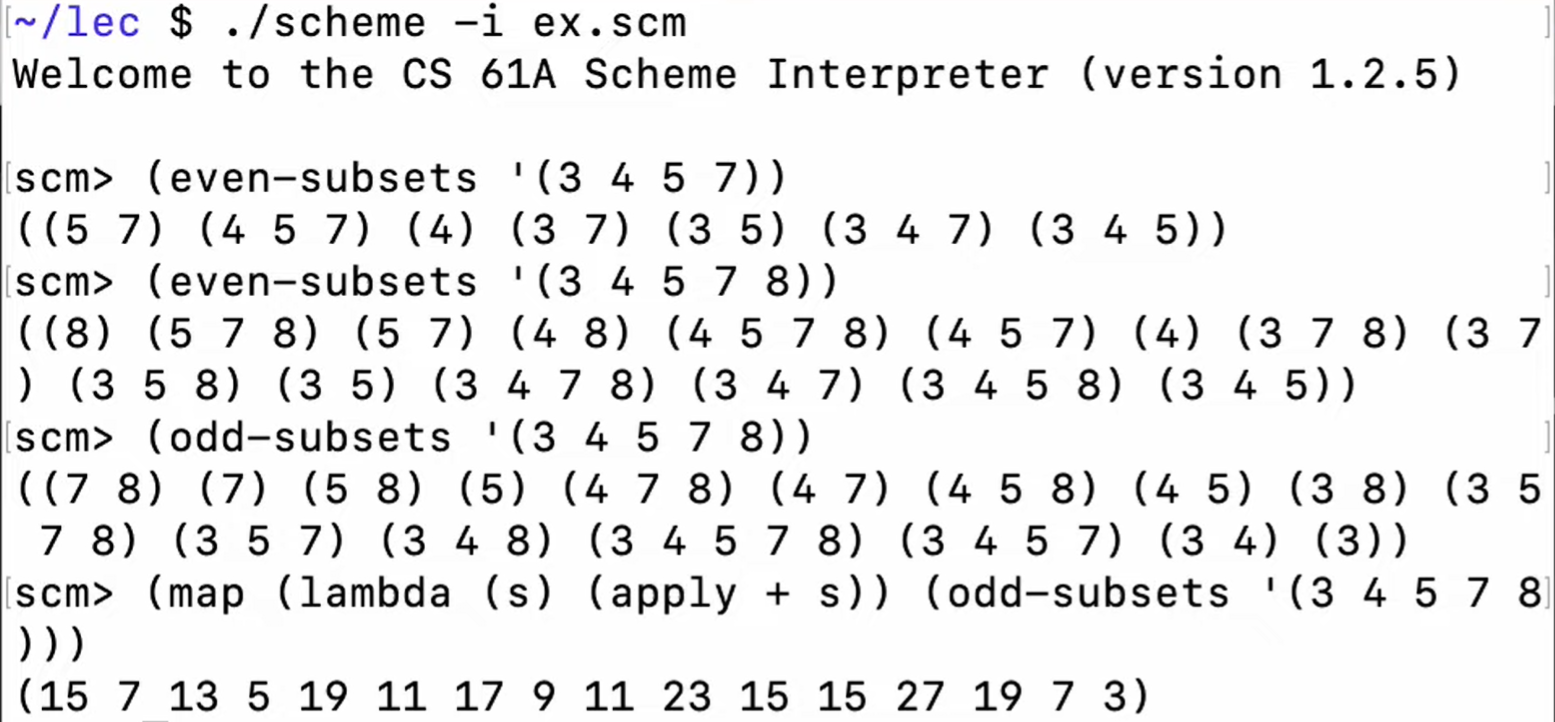 ~/lec $ ./scheme -i ex.scm
Welcome to the CS 61A Scheme Interpreter (version 1.2.5)
scm> (even-subsets '(3 4 5 7))
((5 7) (4 5 7) (4) (3 7) (3 5) (3 4 7) (3 4 5))
scm> (even-subsets '(3 4 5 7 8))
((8) (5 7 8) (5 7) (4 8) (4 5 7 8) (4 5 7) (4) (3 7 8) (3 7
) (3 5 8) (3 5) (3 4 7 8) (3 4 7) (3 4 5 8) (3 4 5))
scm> (odd-subsets '(3 4 5 7 8))
((7 8) (7) (5 8) (5) (4 7 8) (4 7) (4 5 8) (4 5) (3 8) (3 5
 7 8) (3 5 7) (3 4 8) (3 4 5 7 8) (3 4 5 7) (3 4) (3))
scm> (map (lambda (s) (apply + s)) (odd-subsets '(3 4 5 7 8
)))
(15 7 13 5 19 11 17 9 11 23 15 15 27 19 7 3)